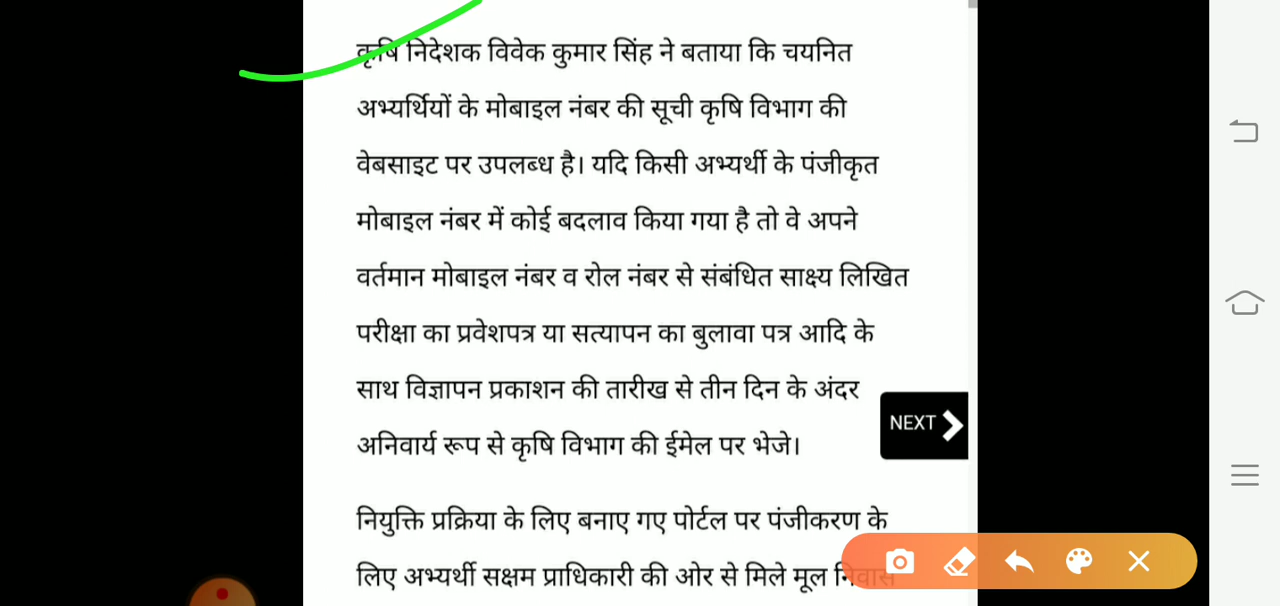 कृषि निदेशक विवेक कुमार सिंह ने बताया कि चयनित
अभ्यर्थियों के मोबाइल नंबर की सूची कृषि विभाग की
वेबसाइट पर उपलब्ध है। यदि किसी अभ्यर्थी के पंजीकृत
मोबाइल नंबर में कोई बदलाव किया गया है तो वे अपने
वर्तमान मोबाइल नंबर व रोल नंबर से संबंधित साक्ष्य लिखित
परीक्षा का प्रवेशपत्र या सत्यापन का बुलावा पत्र आदि के
साथ विज्ञापन प्रकाशन की तारीख से तीन दिन के अंदर
अनिवार्य रूप से कृषि विभाग की ईमेल पर भेजे।
NEXT
नियुक्ति प्रक्रिया के लिए बनाए गए पोर्टल पर पंजीकरण के
लिए अभ्यर्थी सक्षम प्राधिकारी की ओर से मिले मूल निवास